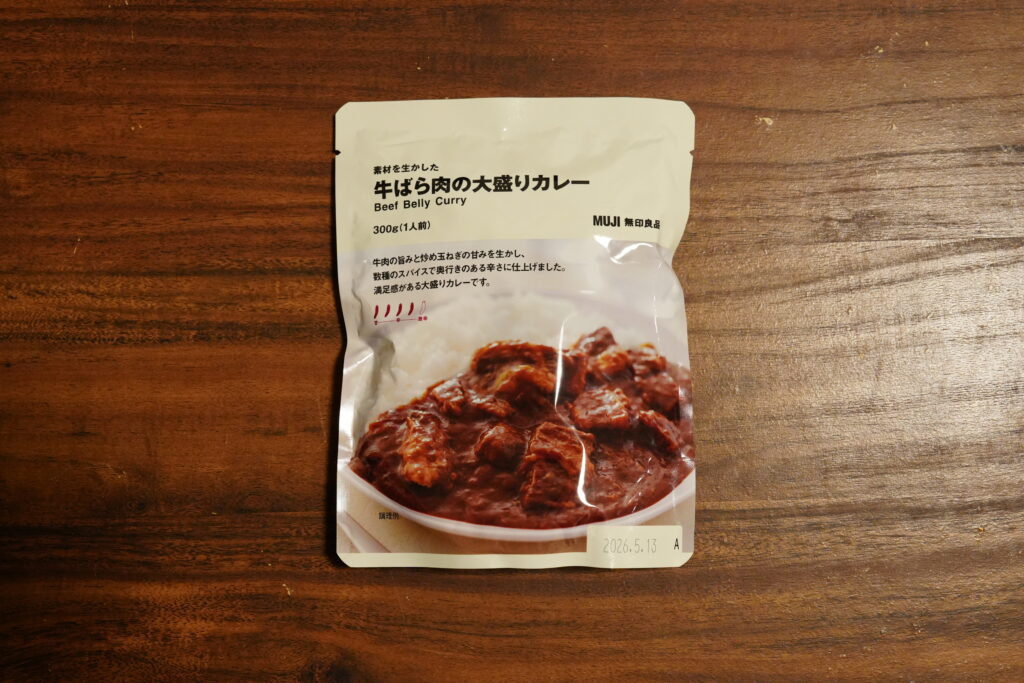 素材を生かした
牛ばら肉の大盛りカレー
Beef Belly Curry
300g(1人前)
MUJI 無印良品
牛肉の旨みと炒め玉ねぎの甘みを生かし、
数種のスパイスで奥行きのある辛さに仕上げました。
満足感がある大盛りカレーです。
調理例
2026.5.13 A